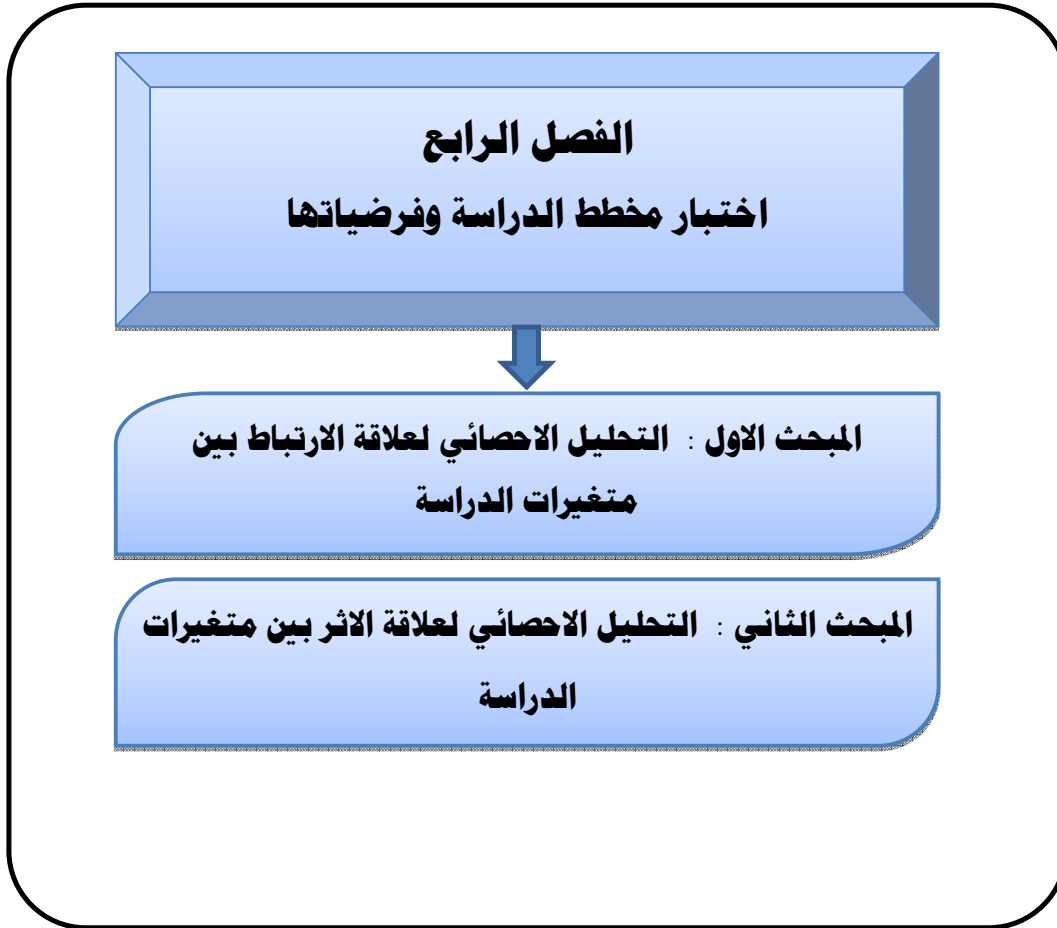 الفصل الرابع
اختبار مخطط الدراسة وفرضياتها
المبحث الاول : التحليل الاحصائي لعلاقة الارتباط بين
متغيرات الدراسة
المبحث الثاني : التحليل الاحصائي لعلاقة الاثر بين متغيرات
الدراسة